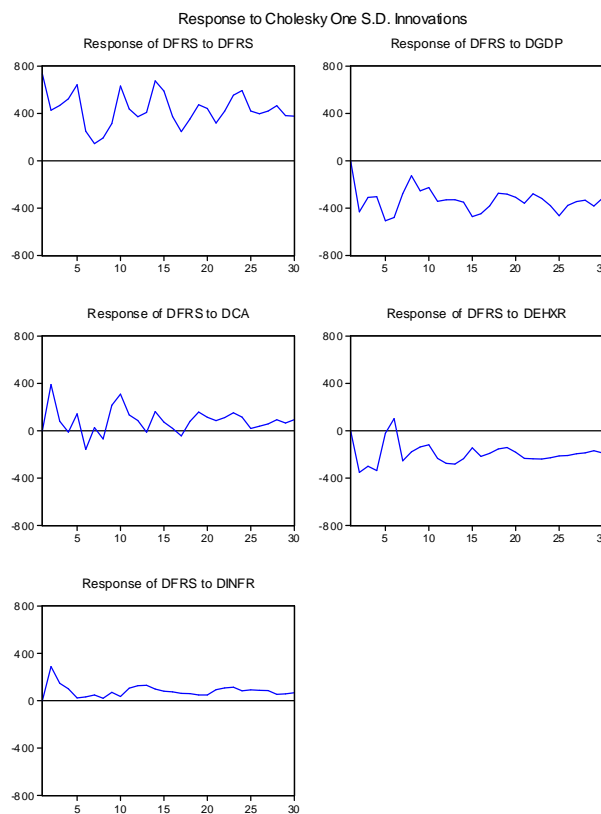 Response to Cholesky One S.D. Innovations
Response of DFRS to DFRS
800
400
0
-400
-800
5 10 15 20 25 30
Response of DFRS to DGDP
800
400
0
-400
-800
5 10 15 20 25 30
Response of DFRS to DCA
800
400
0
-400
-800
5 10 15 20 25 30
Response of DFRS to DEHXR
800
400
0
-400
-800
5 10 15 20 25 30
Response of DFRS to DINFR
800
400
0
-400
-800
5 10 15 20 25 30